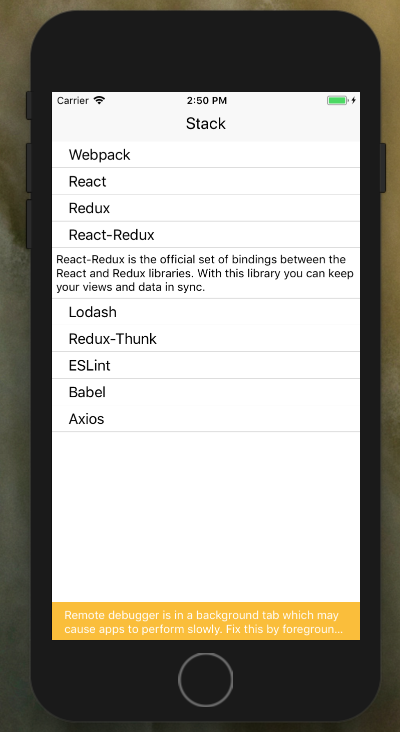 Carrier 2:50 PM
Stack
Webpack
React
Redux
React-Redux
React-Redux is the official set of bindings between the
React and Redux libraries. With this library you can keep
your views and data in sync.
Lodash
Redux-Thunk
ESLint
Babel
Axios
Remote debugger is in a background tab which may
cause apps to perform slowly. Fix this by foregroun...